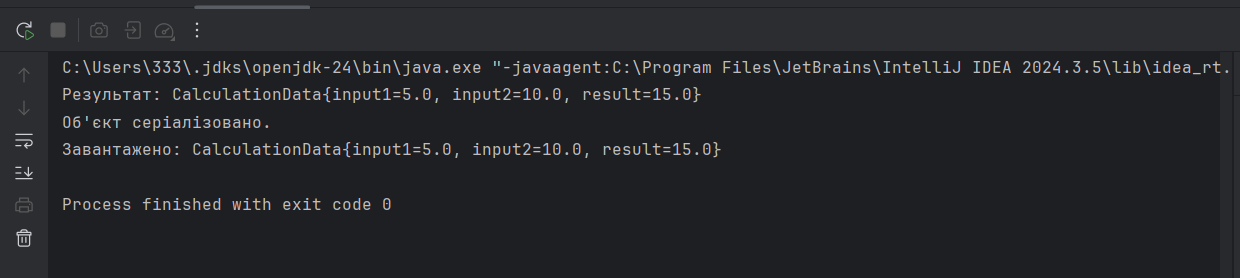 C:\Users\333\.jdks\openjdk-24\bin\java.exe "-javaagent:C:\Program Files\JetBrains\IntelliJ IDEA 2024.3.5\lib\idea_rt.
Результат: CalculationData{input1=5.0, input2=10.0, result=15.0}
Об'єкт серіалізовано.
Завантажено: CalculationData{input1=5.0, input2=10.0, result=15.0}
Process finished with exit code 0